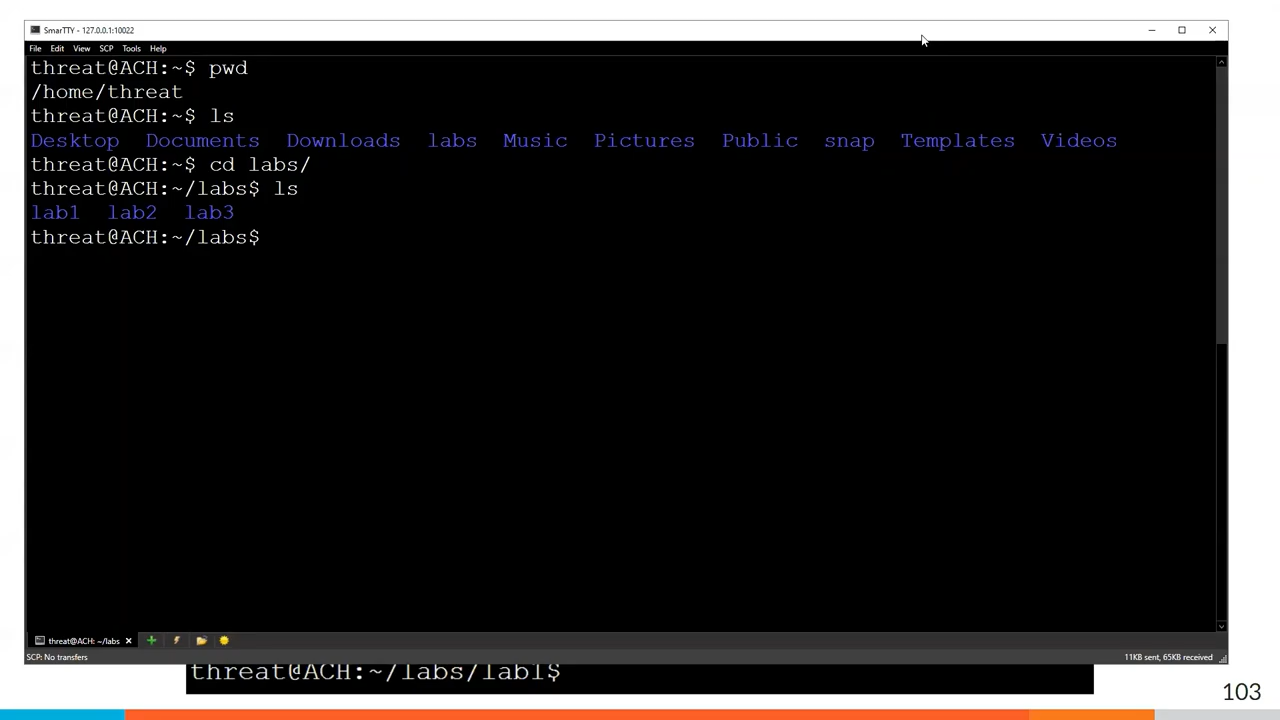 SmarTTY - 127.0.0.1:10022
File Edit View SCP Tools Help
threat@ACH:~$ pwd
/home/threat
threat@ACH:~$ ls
Desktop Documents Downloads labs Music Pictures Public snap Templates Videos
threat@ACH:~$ cd labs/
threat@ACH:~/labs$ ls
lab1 lab2 lab3
threat@ACH:~/labs$
threat@ACH: ~/labs
SCP: No transfers 11KB sent, 65KB received
threat@ACH:~/labs/lab1$
103